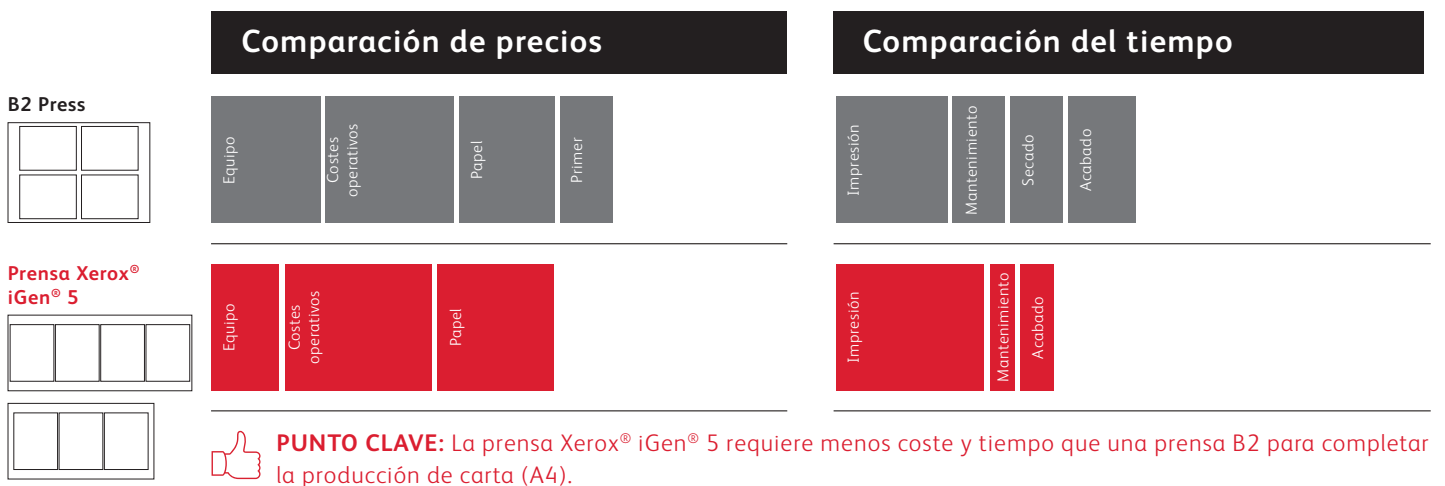 Comparación de precios
Comparación del tiempo
B2 Press
Equipo
Costes
operativos
Papel
Primer
Impresión
Mantenimiento
Secado
Acabado
Prensa Xerox®
iGen® 5
Equipo
Costes
operativos
Papel
Impresión
Mantenimiento
Acabado
PUNTO CLAVE: La prensa Xerox® iGen® 5 requiere menos coste y tiempo que una prensa B2 para completar
la producción de carta (A4).